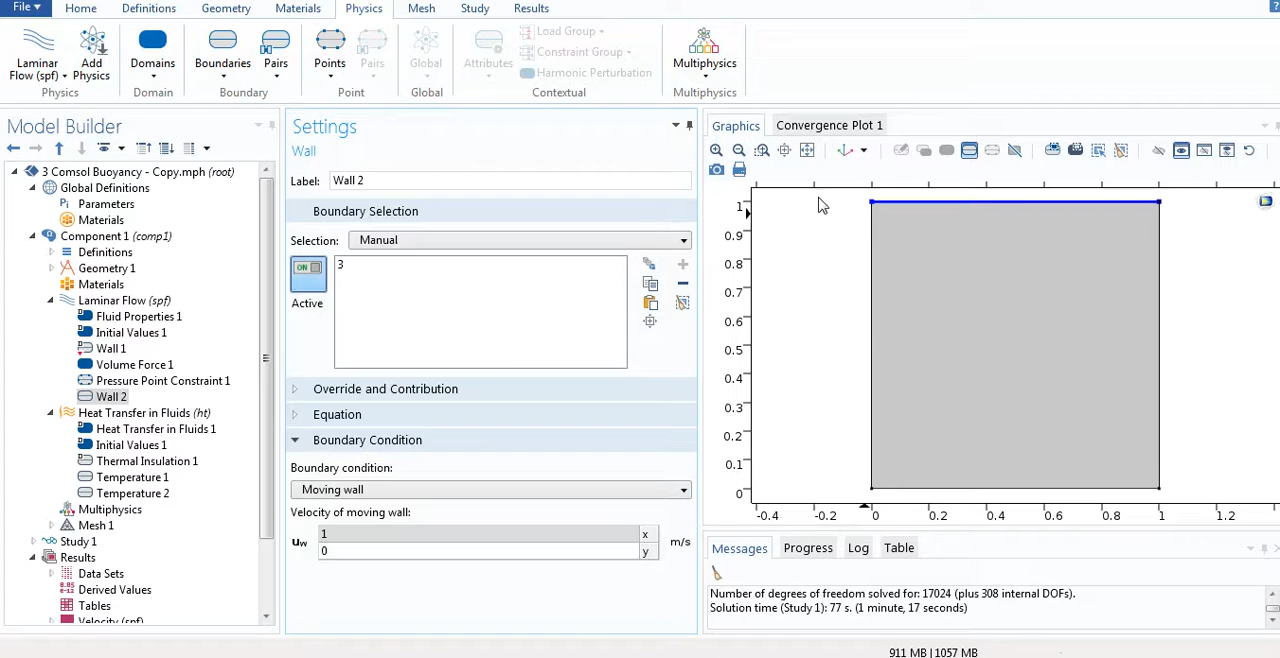 File
Home
Definitions
Geometry
Materials
Physics
Mesh
Study
Results
?
Laminar
Flow (spf)
Add
Physics
Physics
Domains
Domain
Boundaries
Pairs
Boundary
Points
Pairs
Point
Global
Global
Attributes
Load Group
Constraint Group
Harmonic Perturbation
Contextual
Multiphysics
Multiphysics
Model Builder
3 Comsol Buoyancy - Copy.mph (root)
Global Definitions
Pi Parameters
Materials
Component 1 (comp1)
Definitions
Geometry 1
Materials
Laminar Flow (spf)
Fluid Properties 1
Initial Values 1
Wall 1
Volume Force 1
Pressure Point Constraint 1
Wall 2
Heat Transfer in Fluids (ht)
Heat Transfer in Fluids 1
Initial Values 1
Thermal Insulation 1
Temperature 1
Temperature 2
Multiphysics
Mesh 1
Study 1
Results
Data Sets
Derived Values
Tables
Velocity (spf)
Settings
Wall
Label: Wall 2
Boundary Selection
Selection: Manual
ON
Active
3
Override and Contribution
Equation
Boundary Condition
Boundary condition:
Moving wall
Velocity of moving wall:
uw
1 x
0 y
m/s
Graphics
Convergence Plot 1
1
0.9
0.8
0.7
0.6
0.5
0.4
0.3
0.2
0.1
0
-0.4 -0.2 0 0.2 0.4 0.6 0.8 1 1.2
Messages
Progress
Log
Table
Number of degrees of freedom solved for: 17024 (plus 308 internal DOFs).
Solution time (Study 1): 77 s. (1 minute, 17 seconds)
911 MB | 1057 MB